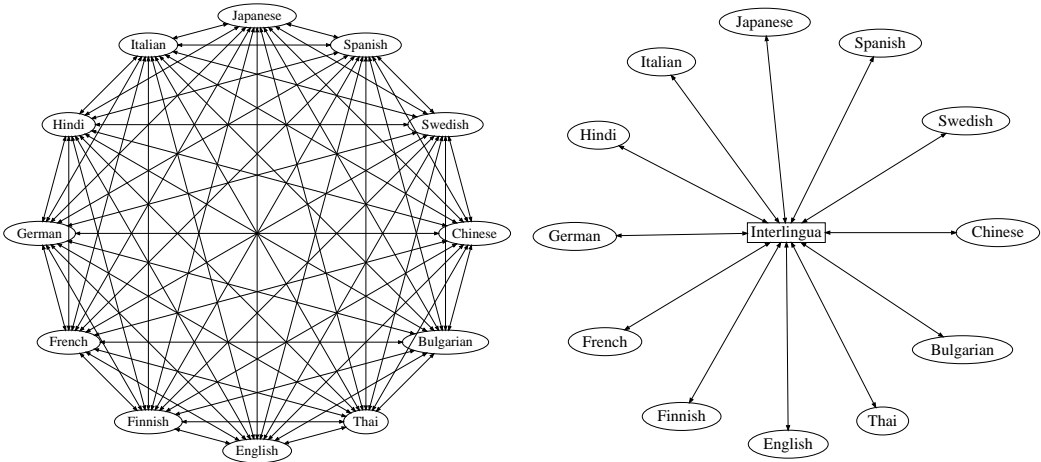 Japanese
Italian
Spanish
Hindi
Swedish
German
Chinese
French
Bulgarian
Finnish
Thai
English
Japanese
Spanish
Italian
Swedish
Hindi
Interlingua
German
Chinese
French
Bulgarian
Finnish
Thai
English